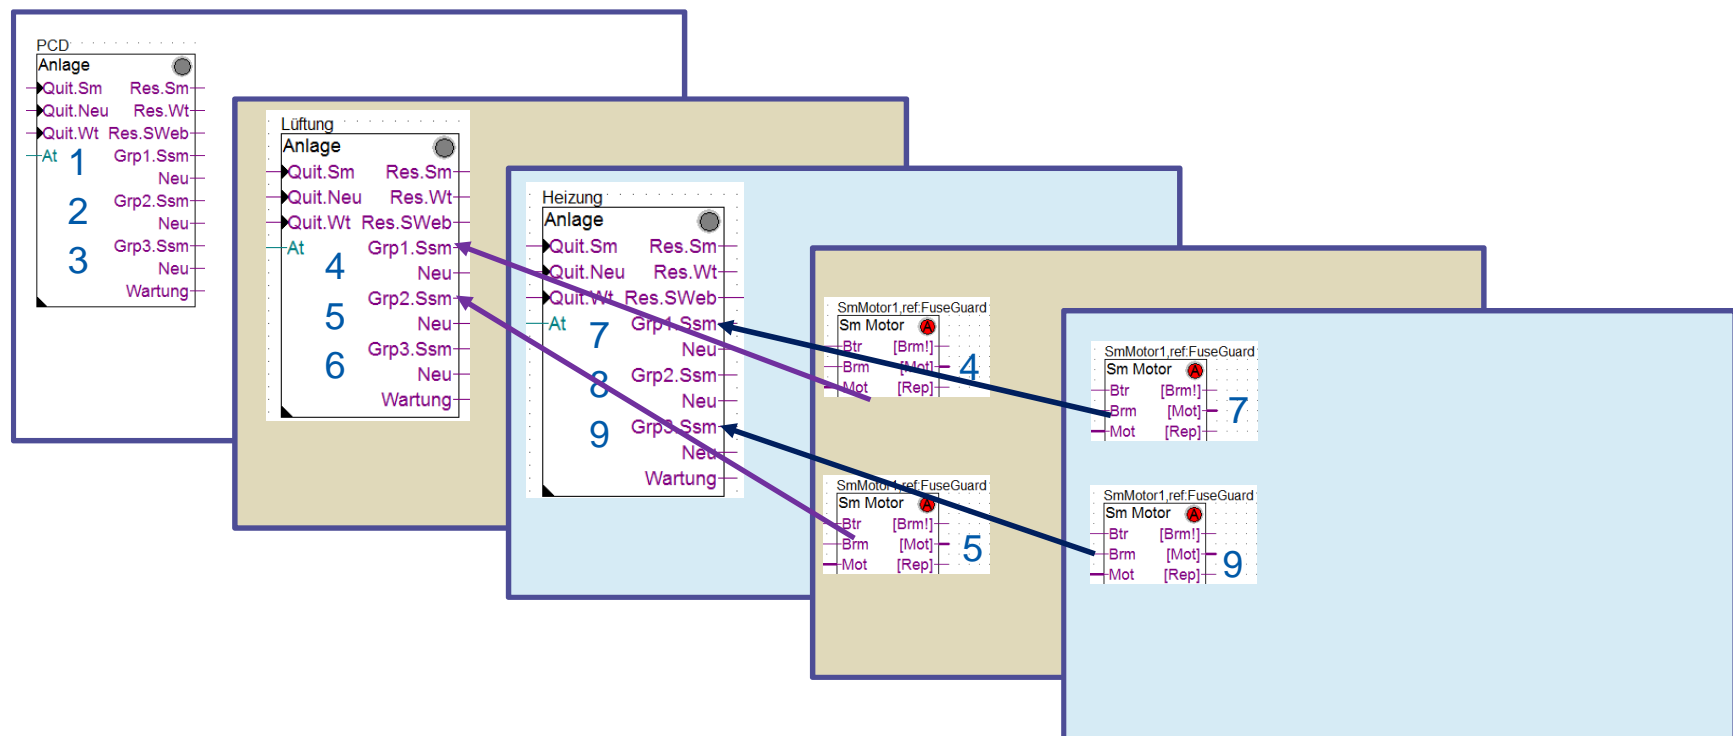 PCD
Anlage
Quit.Sm Res.Sm
Quit.Neu Res.Wt
Quit.Wt Res.SWeb
At 1 Grp1.Ssm
Neu
2 Grp2.Ssm
Neu
3 Grp3.Ssm
Neu
Wartung
Lüftung
Anlage
Quit.Sm Res.Sm
Quit.Neu Res.Wt
Quit.Wt Res.SWeb
At 4 Grp1.Ssm
Neu
5 Grp2.Ssm
Neu
6 Grp3.Ssm
Neu
Wartung
Heizung
Anlage
Quit.Sm Res.Sm
Quit.Neu Res.Wt
Quit.Wt Res.SWeb
At 7 Grp1.Ssm
Neu
8 Grp2.Ssm
Neu
9 Grp3.Ssm
Neu
Wartung
SmMotor1,ref:FuseGuard
Sm Motor A
Btr [Brm!]
Brm [Mot] 4
Mot [Rep]
SmMotor1,ref:FuseGuard
Sm Motor A
Btr [Brm!]
Brm [Mot] 5
Mot [Rep]
SmMotor1,ref:FuseGuard
Sm Motor A
Btr [Brm!]
Brm [Mot] 7
Mot [Rep]
SmMotor1,ref:FuseGuard
Sm Motor A
Btr [Brm!]
Brm [Mot] 9
Mot [Rep]